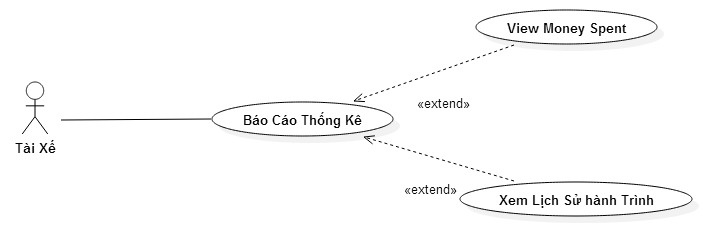 View Money Spent
«extend»
Báo Cáo Thống Kê
Tài Xế
«extend»
Xem Lịch Sử hành Trình